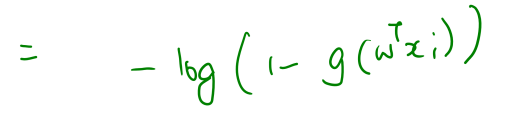 = - log (1 - g(wᵀxi))